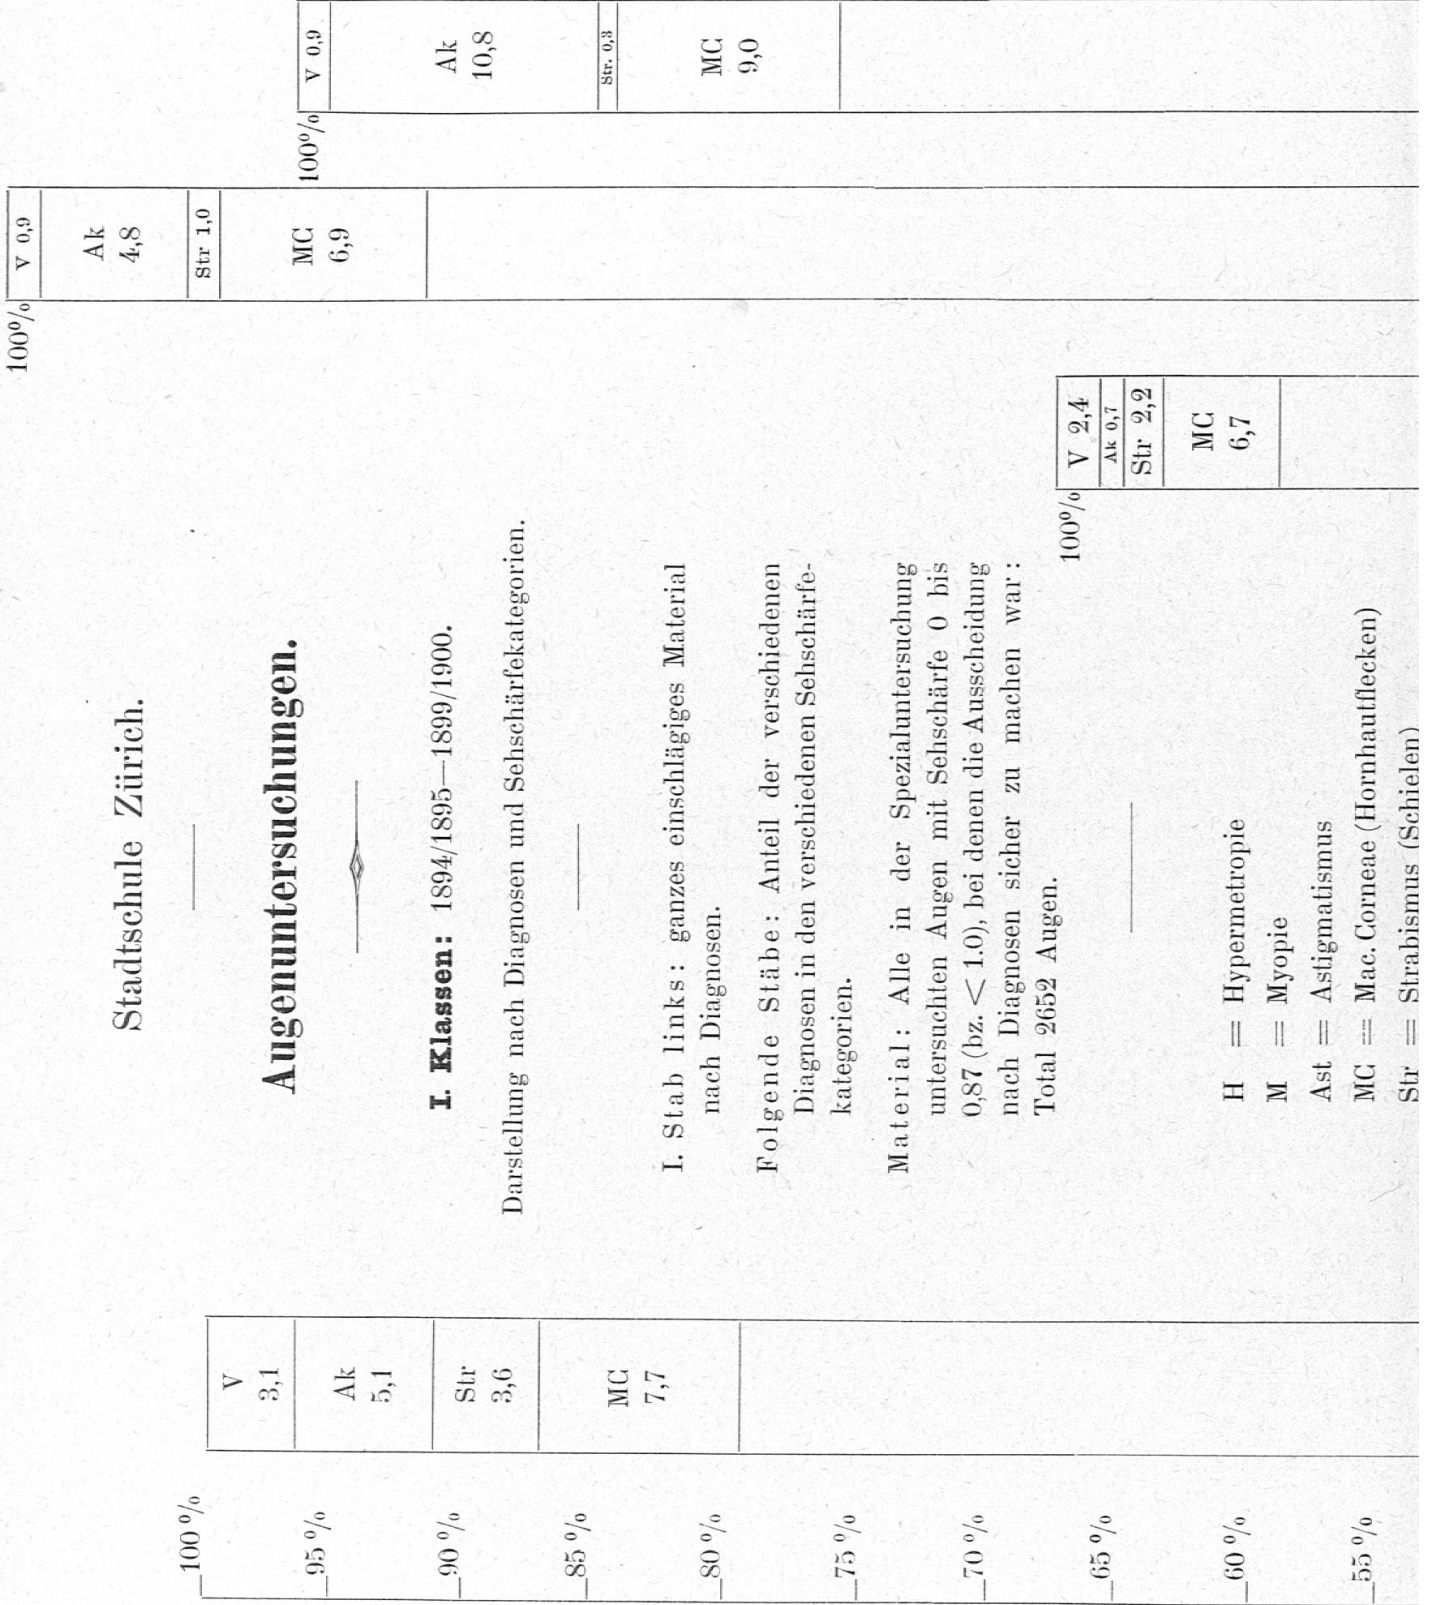 Stadtschule Zürich.
Augenuntersuchungen.
I. Klassen: 1894/1895—1899/1900.
Darstellung nach Diagnosen und Sehschärfekategorien.
I. Stab links: ganzes einschlägiges Material
nach Diagnosen.
Folgende Stäbe: Anteil der verschiedenen
Diagnosen in den verschiedenen Sehschärfe-
kategorien.
Material: Alle in der Spezialuntersuchung
untersuchten Augen mit Sehschärfe 0 bis
0,87 (bz. < 1.0), bei denen die Ausscheidung
nach Diagnosen sicher zu machen war:
Total 2652 Augen.
H = Hypermetropie
M = Myopie
Ast = Astigmatismus
MC = Mac. Corneae (Hornhautflecken)
Str = Strabismus (Schielen)
100 %
95 %
90 %
85 %
80 %
75 %
70 %
65 %
60 %
55 %
V
3,1
Ak
5,1
Str
3,6
MC
7,7
100%
V 2,4
Ak 0,7
Str 2,2
MC
6,7
100%
V 0,9
Ak
4,8
Str 1,0
MC
6,9
100%
V 0,9
Ak
10,8
Str. 0,3
MC
9,0